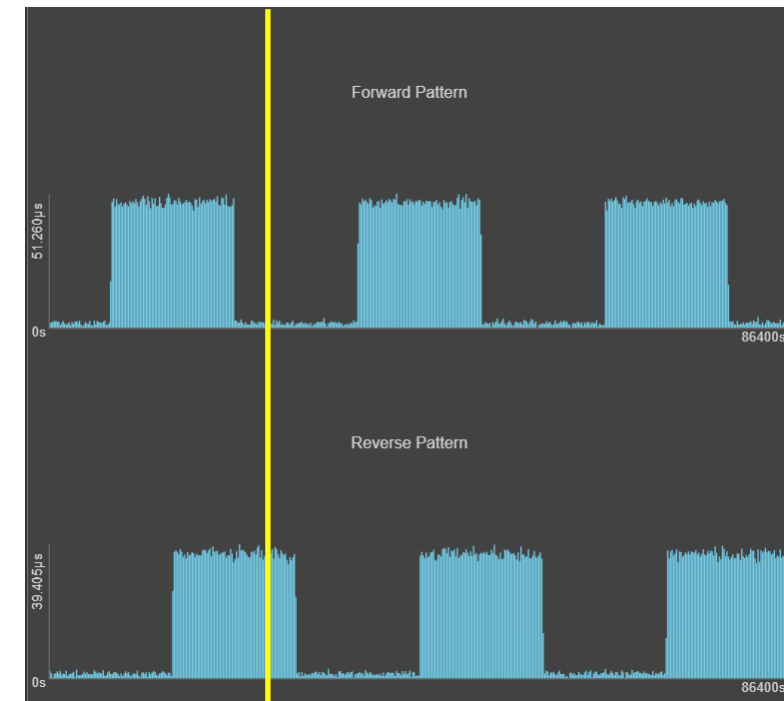 Forward Pattern
51.260µs
0s
86400s
Reverse Pattern
39.405µs
0s
86400s